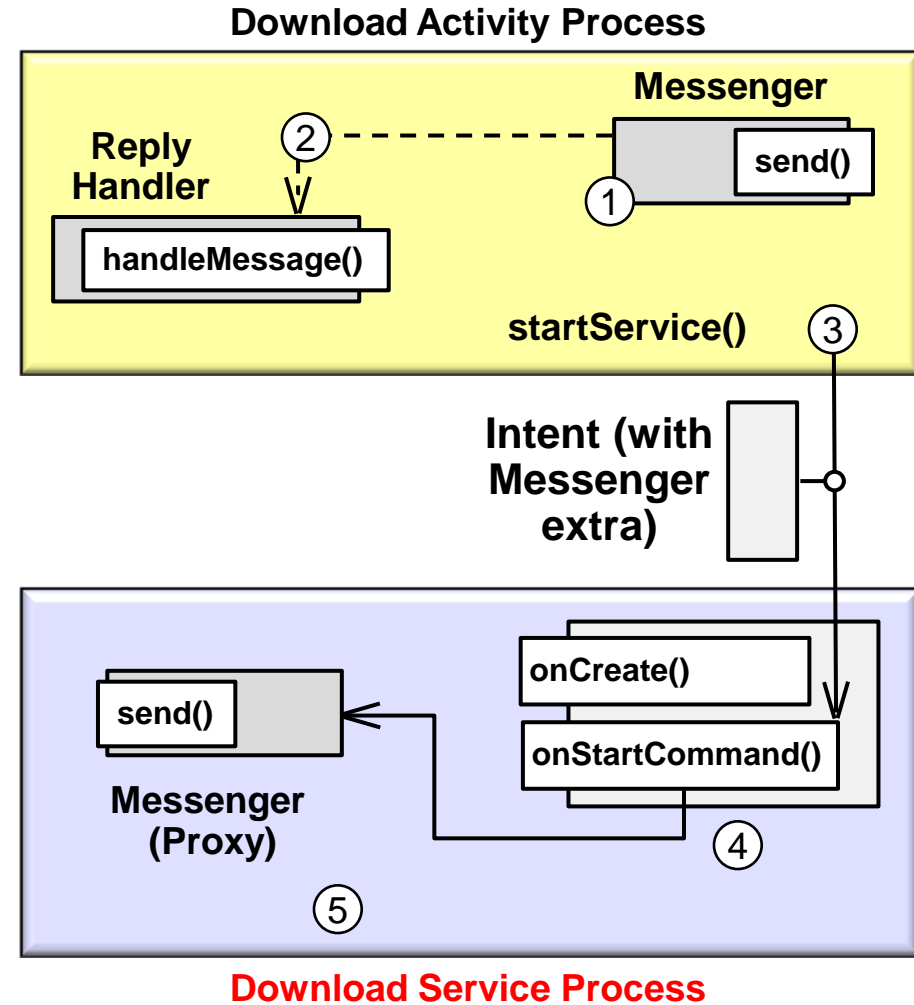 Download Activity Process
Messenger
send()
1
2
Reply
Handler
handleMessage()
startService()
3
Intent (with
Messenger
extra)
onCreate()
onStartCommand()
send()
Messenger
(Proxy)
4
5
Download Service Process